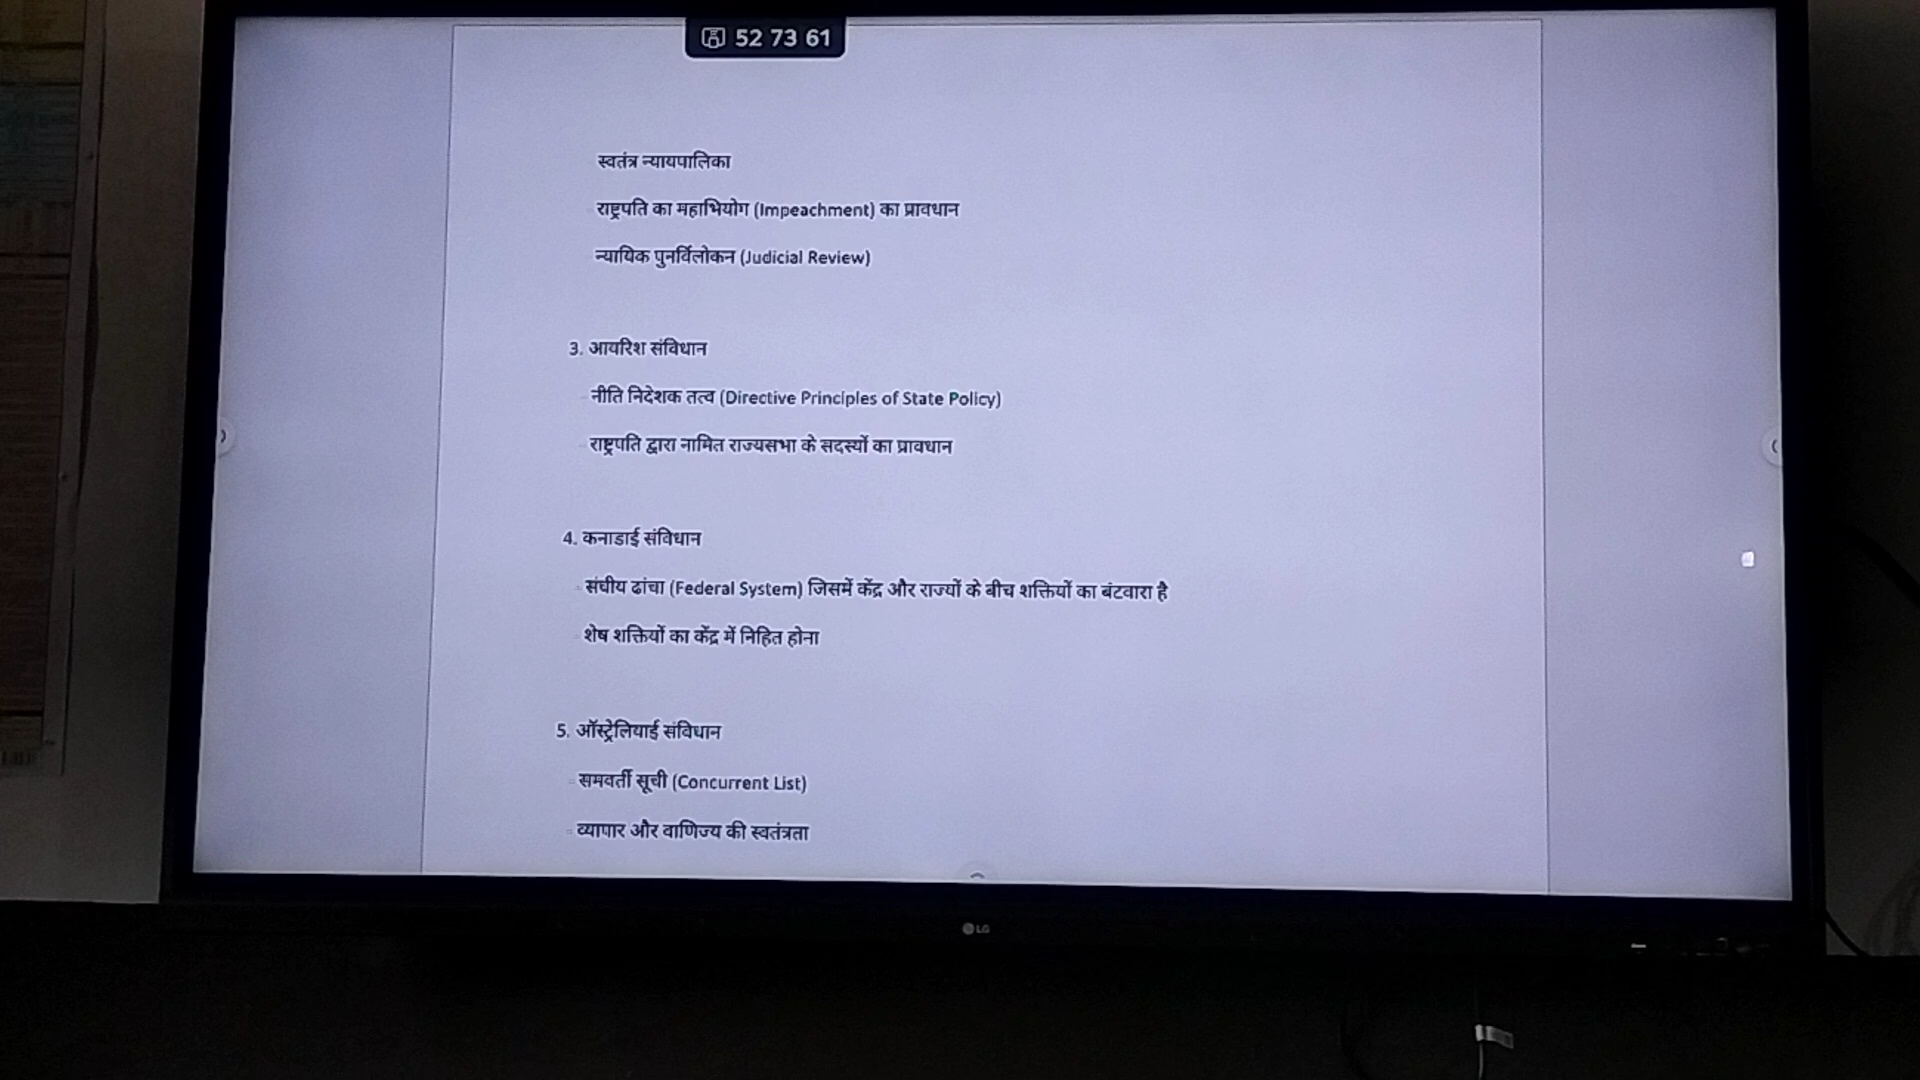 52 73 61
स्वतंत्र न्यायपालिका
राष्ट्रपति का महाभियोग (Impeachment) का प्रावधान
न्यायिक पुनर्विलोकन (Judicial Review)
3. आयरिश संविधान
नीति निदेशक तत्व (Directive Principles of State Policy)
राष्ट्रपति द्वारा नामित राज्यसभा के सदस्यों का प्रावधान
4. कनाडाई संविधान
संघीय ढांचा (Federal System) जिसमें केंद्र और राज्यों के बीच शक्तियों का बंटवारा है
शेष शक्तियों का केंद्र में निहित होना
5. ऑस्ट्रेलियाई संविधान
समवर्ती सूची (Concurrent List)
व्यापार और वाणिज्य की स्वतंत्रता
LG